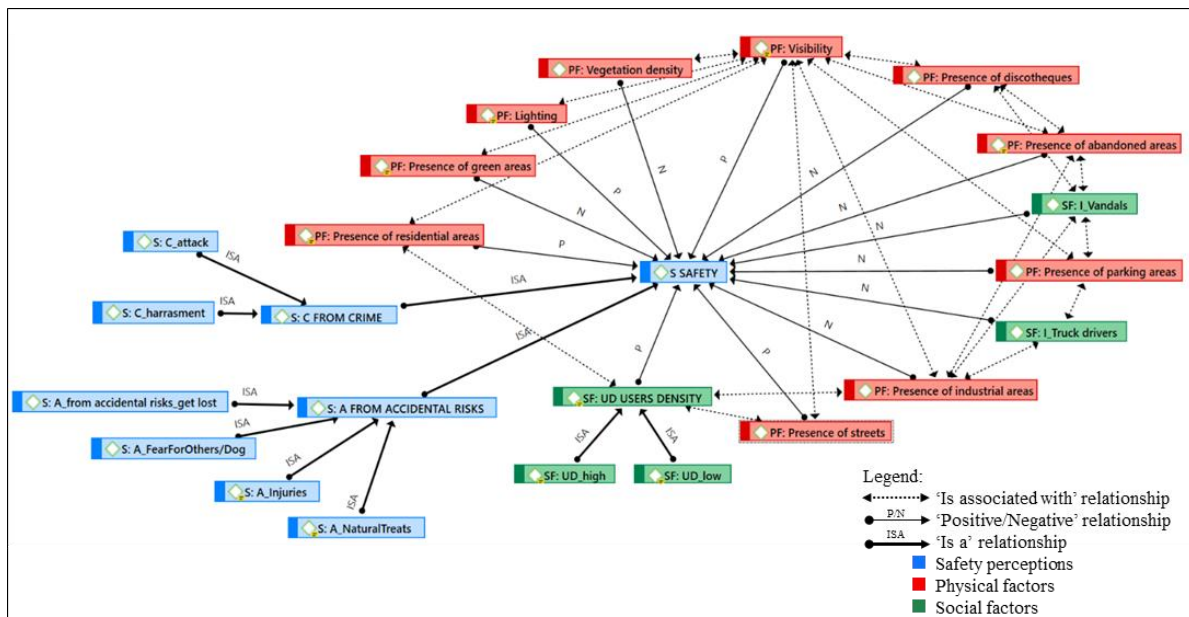 PF: Visibility
PF: Vegetation density
PF: Presence of discotheques
PF: Lighting
PF: Presence of abandoned areas
PF: Presence of green areas
SF: I_Vandals
PF: Presence of residential areas
S: C_attack
S SAFETY
PF: Presence of parking areas
S: C_harrasment
S: C FROM CRIME
SF: I_Truck drivers
PF: Presence of industrial areas
SF: UD USERS DENSITY
S: A_from accidental risks_get lost
S: A FROM ACCIDENTAL RISKS
PF: Presence of streets
S: A_FearForOthers/Dog
SF: UD_high
SF: UD_low
S: A_Injuries
S: A_NaturalTreats
P
N
P
N
P
P
N
N
N
N
N
N
P
P
ISA
ISA
ISA
ISA
ISA
ISA
ISA
ISA
ISA
ISA
Legend:
‘Is associated with’ relationship
P/N ‘Positive/Negative’ relationship
ISA ‘Is a’ relationship
Safety perceptions
Physical factors
Social factors